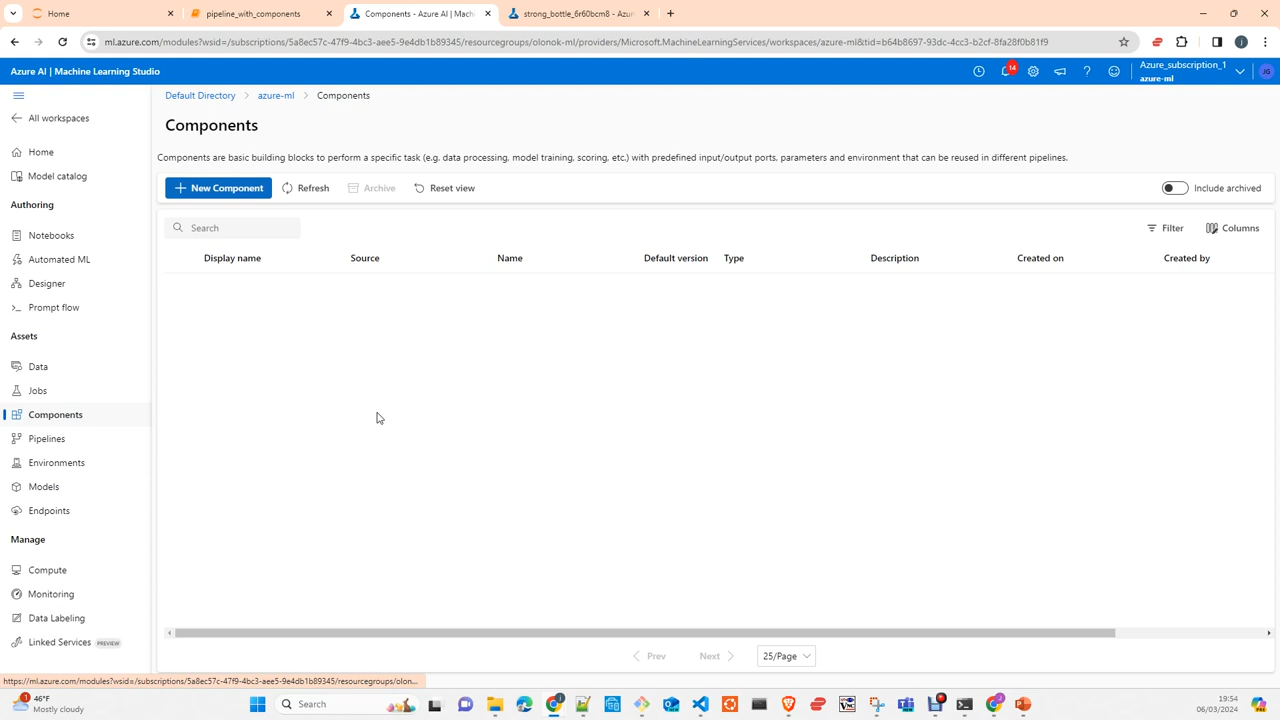 Home
pipeline_with_components
Components - Azure AI | Mach
strong_bottle_6r60bcm8 - Azu
ml.azure.com/modules?wsid=/subscriptions/5a8ec57c-47f9-4bc3-aee5-9e4db1b89345/resourcegroups/olonok-ml/providers/Microsoft.MachineLearningServices/workspaces/azure-ml&tid=b64b8697-93dc-4cc3-b2cf-8fa28f0b81f9
Azure AI | Machine Learning Studio
14
Azure_subscription_1
azure-ml
JG
All workspaces
Home
Model catalog
Authoring
Notebooks
Automated ML
Designer
Prompt flow
Assets
Data
Jobs
Components
Pipelines
Environments
Models
Endpoints
Manage
Compute
Monitoring
Data Labeling
Linked Services PREVIEW
Default Directory > azure-ml > Components
Components
Components are basic building blocks to perform a specific task (e.g. data processing, model training, scoring, etc.) with predefined input/output ports, parameters and environment that can be reused in different pipelines.
New Component Refresh Archive Reset view Include archived
Search Filter Columns
Display name Source Name Default version Type Description Created on Created by
Prev Next 25/Page
https://ml.azure.com/modules?wsid=/subscriptions/5a8ec57c-47f9-4bc3-aee5-9e4db1b89345/resourcegroups/olon...
1
46°F
Mostly cloudy
Search
19:54
06/03/2024